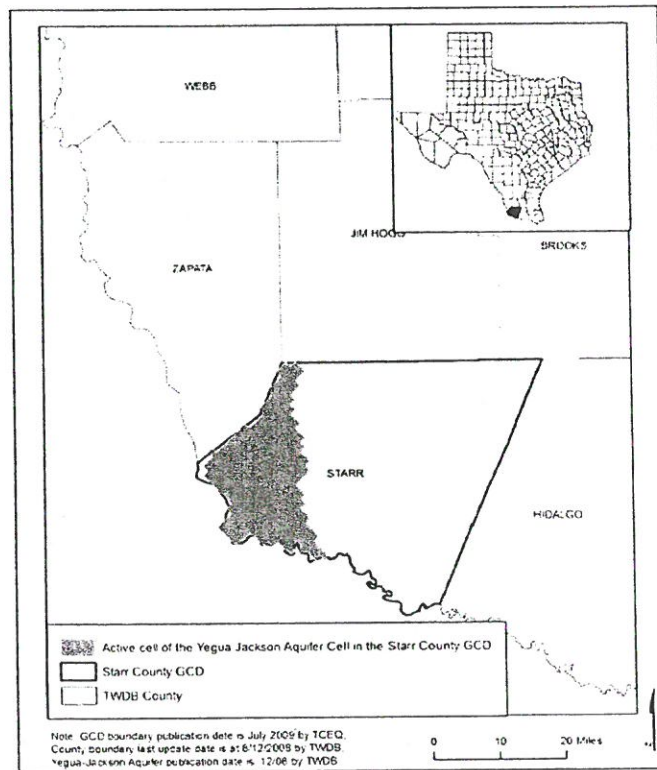 WEBB
JIM HOGG
BROOKS
ZAPATA
STARR
HIDALGO
Active cell of the Yegua Jackson Aquifer Cell in the Starr County GCD
Starr County GCD
TWDB County
Note: GCD boundary publication date is July 2009 by TCEQ.
County boundary last update date is at 8/12/2008 by TWDB.
Yegua-Jackson Aquifer publication date is 12/06 by TWDB
0 10 20 Miles